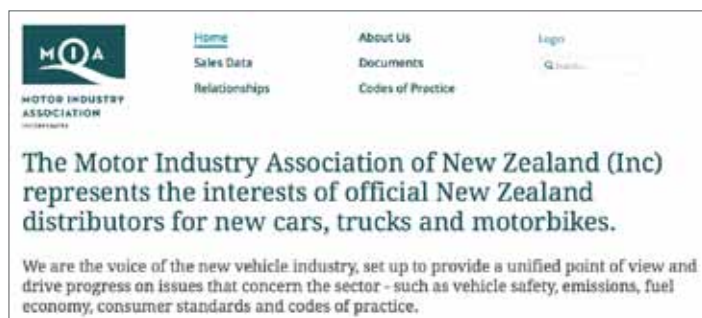 MIA
MOTOR INDUSTRY
ASSOCIATION
INCORPORATED
Home
Sales Data
Relationships
About Us
Documents
Codes of Practice
Login
The Motor Industry Association of New Zealand (Inc)
represents the interests of official New Zealand
distributors for new cars, trucks and motorbikes.
We are the voice of the new vehicle industry, set up to provide a unified point of view and
drive progress on issues that concern the sector - such as vehicle safety, emissions, fuel
economy, consumer standards and codes of practice.